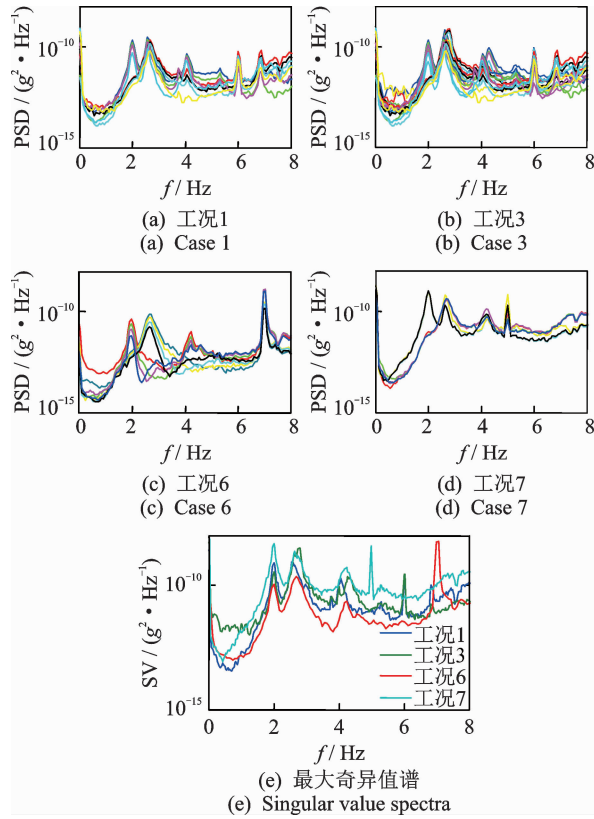 PSD / (g² • Hz⁻¹)
10⁻¹⁰
10⁻¹⁵
0 2 4 6 8
f / Hz
(a) 工况1
(a) Case 1
PSD / (g² • Hz⁻¹)
10⁻¹⁰
10⁻¹⁵
0 2 4 6 8
f / Hz
(b) 工况3
(b) Case 3
PSD / (g² • Hz⁻¹)
10⁻¹⁰
10⁻¹⁵
0 2 4 6 8
f / Hz
(c) 工况6
(c) Case 6
PSD / (g² • Hz⁻¹)
10⁻¹⁰
10⁻¹⁵
0 2 4 6 8
f / Hz
(d) 工况7
(d) Case 7
SV / (g² • Hz⁻¹)
10⁻¹⁰
10⁻¹⁵
工况1
工况3
工况6
工况7
0 2 4 6 8
f / Hz
(e) 最大奇异值谱
(e) Singular value spectra